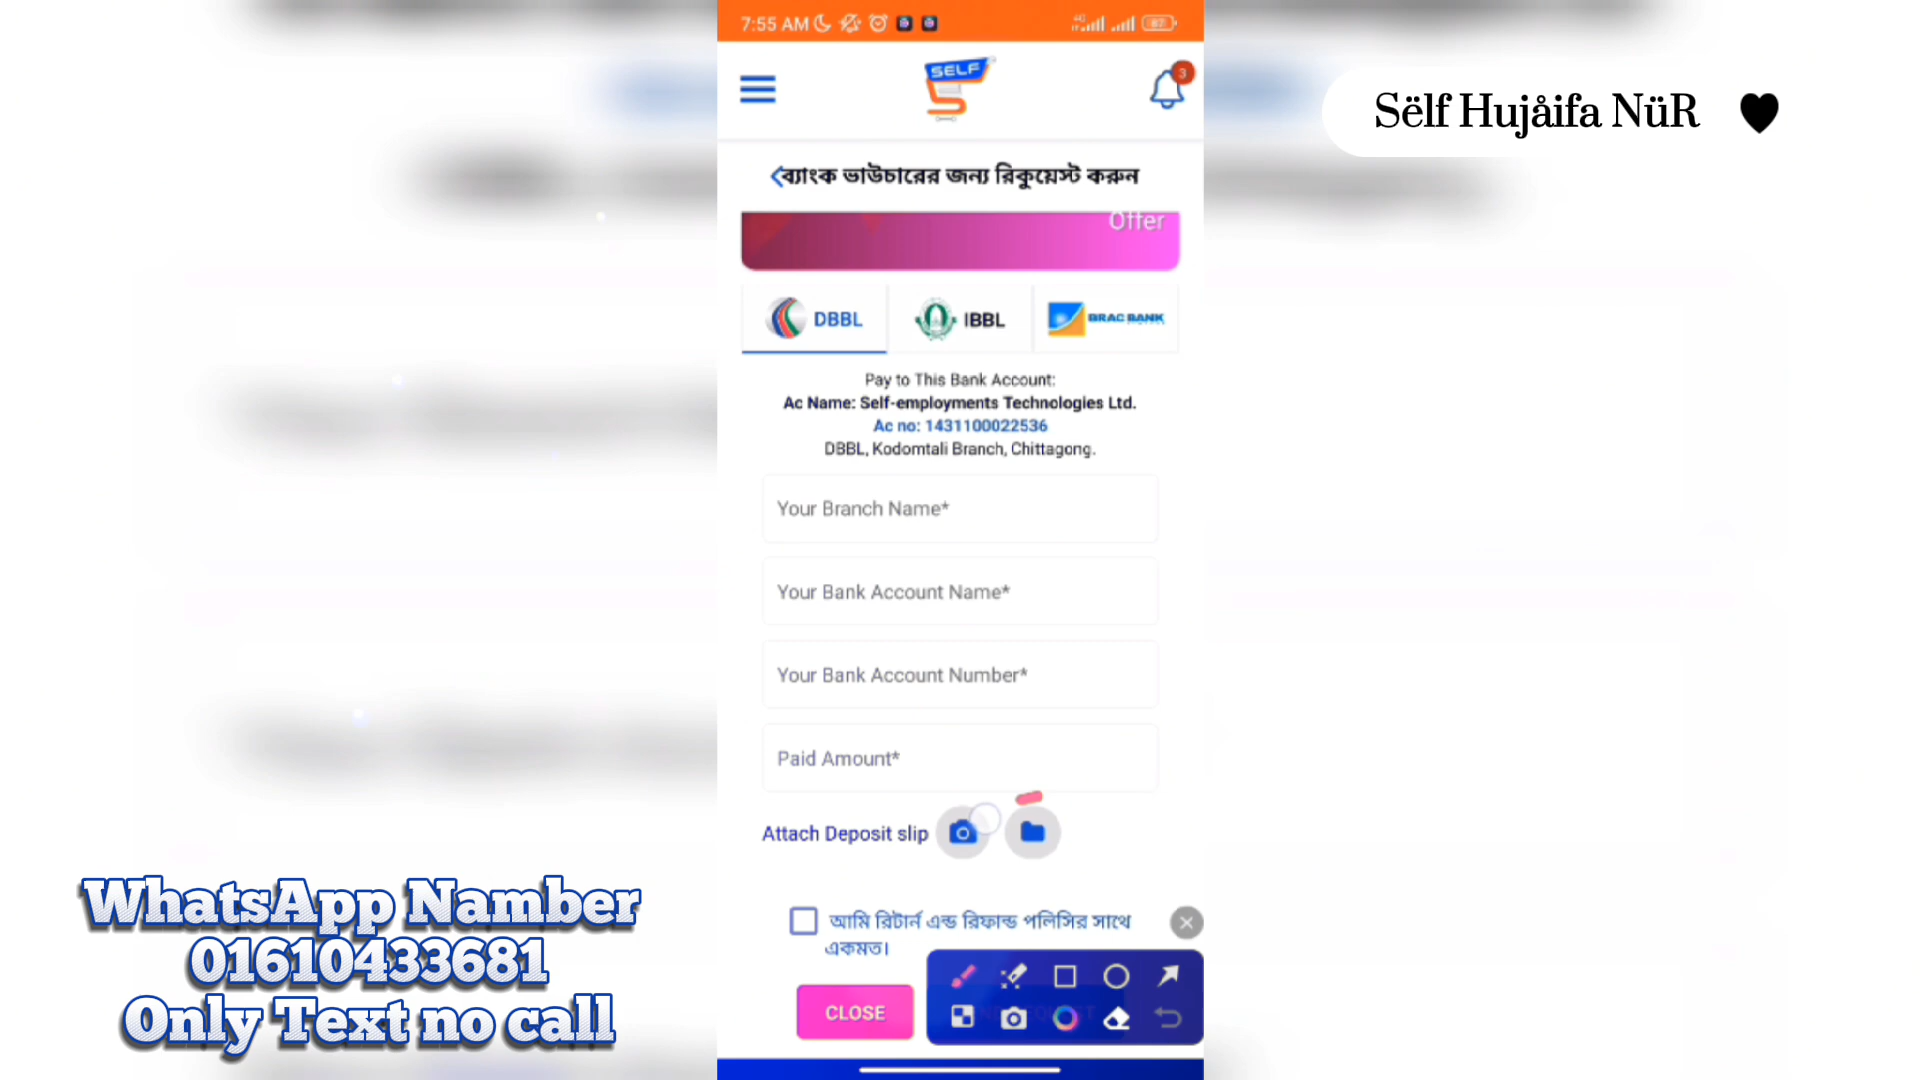 7:55 AM
87
SELF
3
Sëlf Hujåifa NüR
ব্যাংক ভাউচারের জন্য রিকুয়েস্ট করুন
Offer
DBBL
IBBL
BRAC BANK
Pay to This Bank Account:
Ac Name: Self-employments Technologies Ltd.
Ac no: 1431100022536
DBBL, Kodomtali Branch, Chittagong.
Your Branch Name*
Your Bank Account Name*
Your Bank Account Number*
Paid Amount*
Attach Deposit slip
আমি রিটার্ন এন্ড রিফান্ড পলিসির সাথে
একমত।
CLOSE
WhatsApp Namber
01610433681
Only Text no call